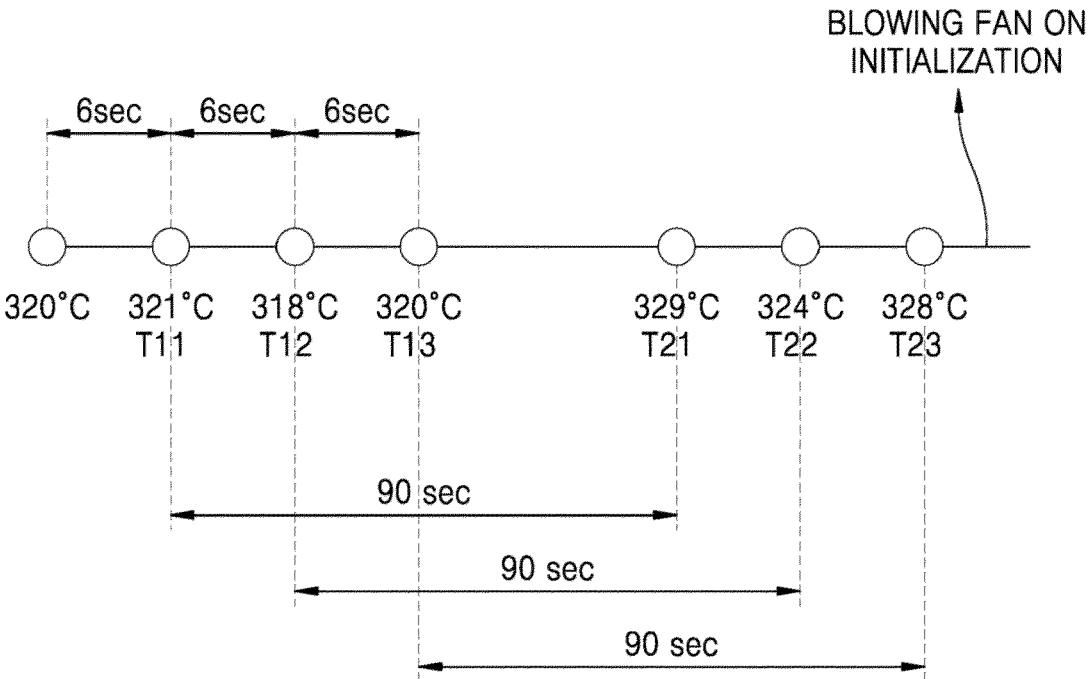 BLOWING FAN ON
INITIALIZATION
6sec 6sec 6sec
320°C 321°C 318°C 320°C 329°C 324°C 328°C
T11 T12 T13 T21 T22 T23
90 sec
90 sec
90 sec